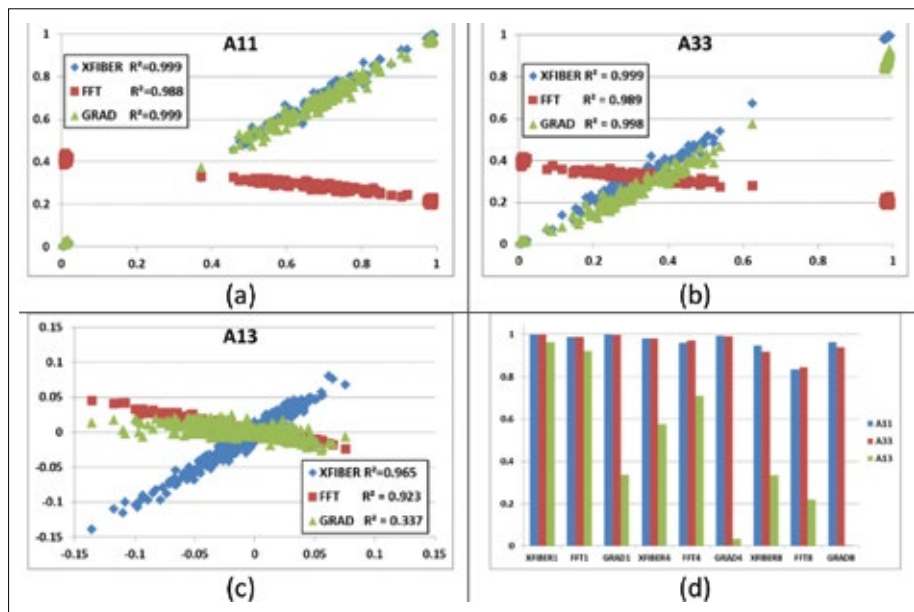 A11
XFIBER R²=0.999
FFT R²=0.988
GRAD R²=0.999
1
0.8
0.6
0.4
0.2
0
0 0.2 0.4 0.6 0.8 1
(a)
A33
XFIBER R² = 0.999
FFT R² = 0.989
GRAD R² = 0.998
1
0.8
0.6
0.4
0.2
0
0 0.2 0.4 0.6 0.8 1
(b)
A13
0.15
0.1
0.05
0
-0.05
-0.1
-0.15
XFIBER R²=0.965
FFT R² = 0.923
GRAD R² = 0.337
-0.15 -0.1 -0.05 0 0.05 0.1 0.15
(c)
1
0.8
0.6
0.4
0.2
0
A11
A33
A13
XFIBER1 FFT1 GRAD1 XFIBER4 FFT4 GRAD4 XFIBER8 FFT8 GRAD8
(d)